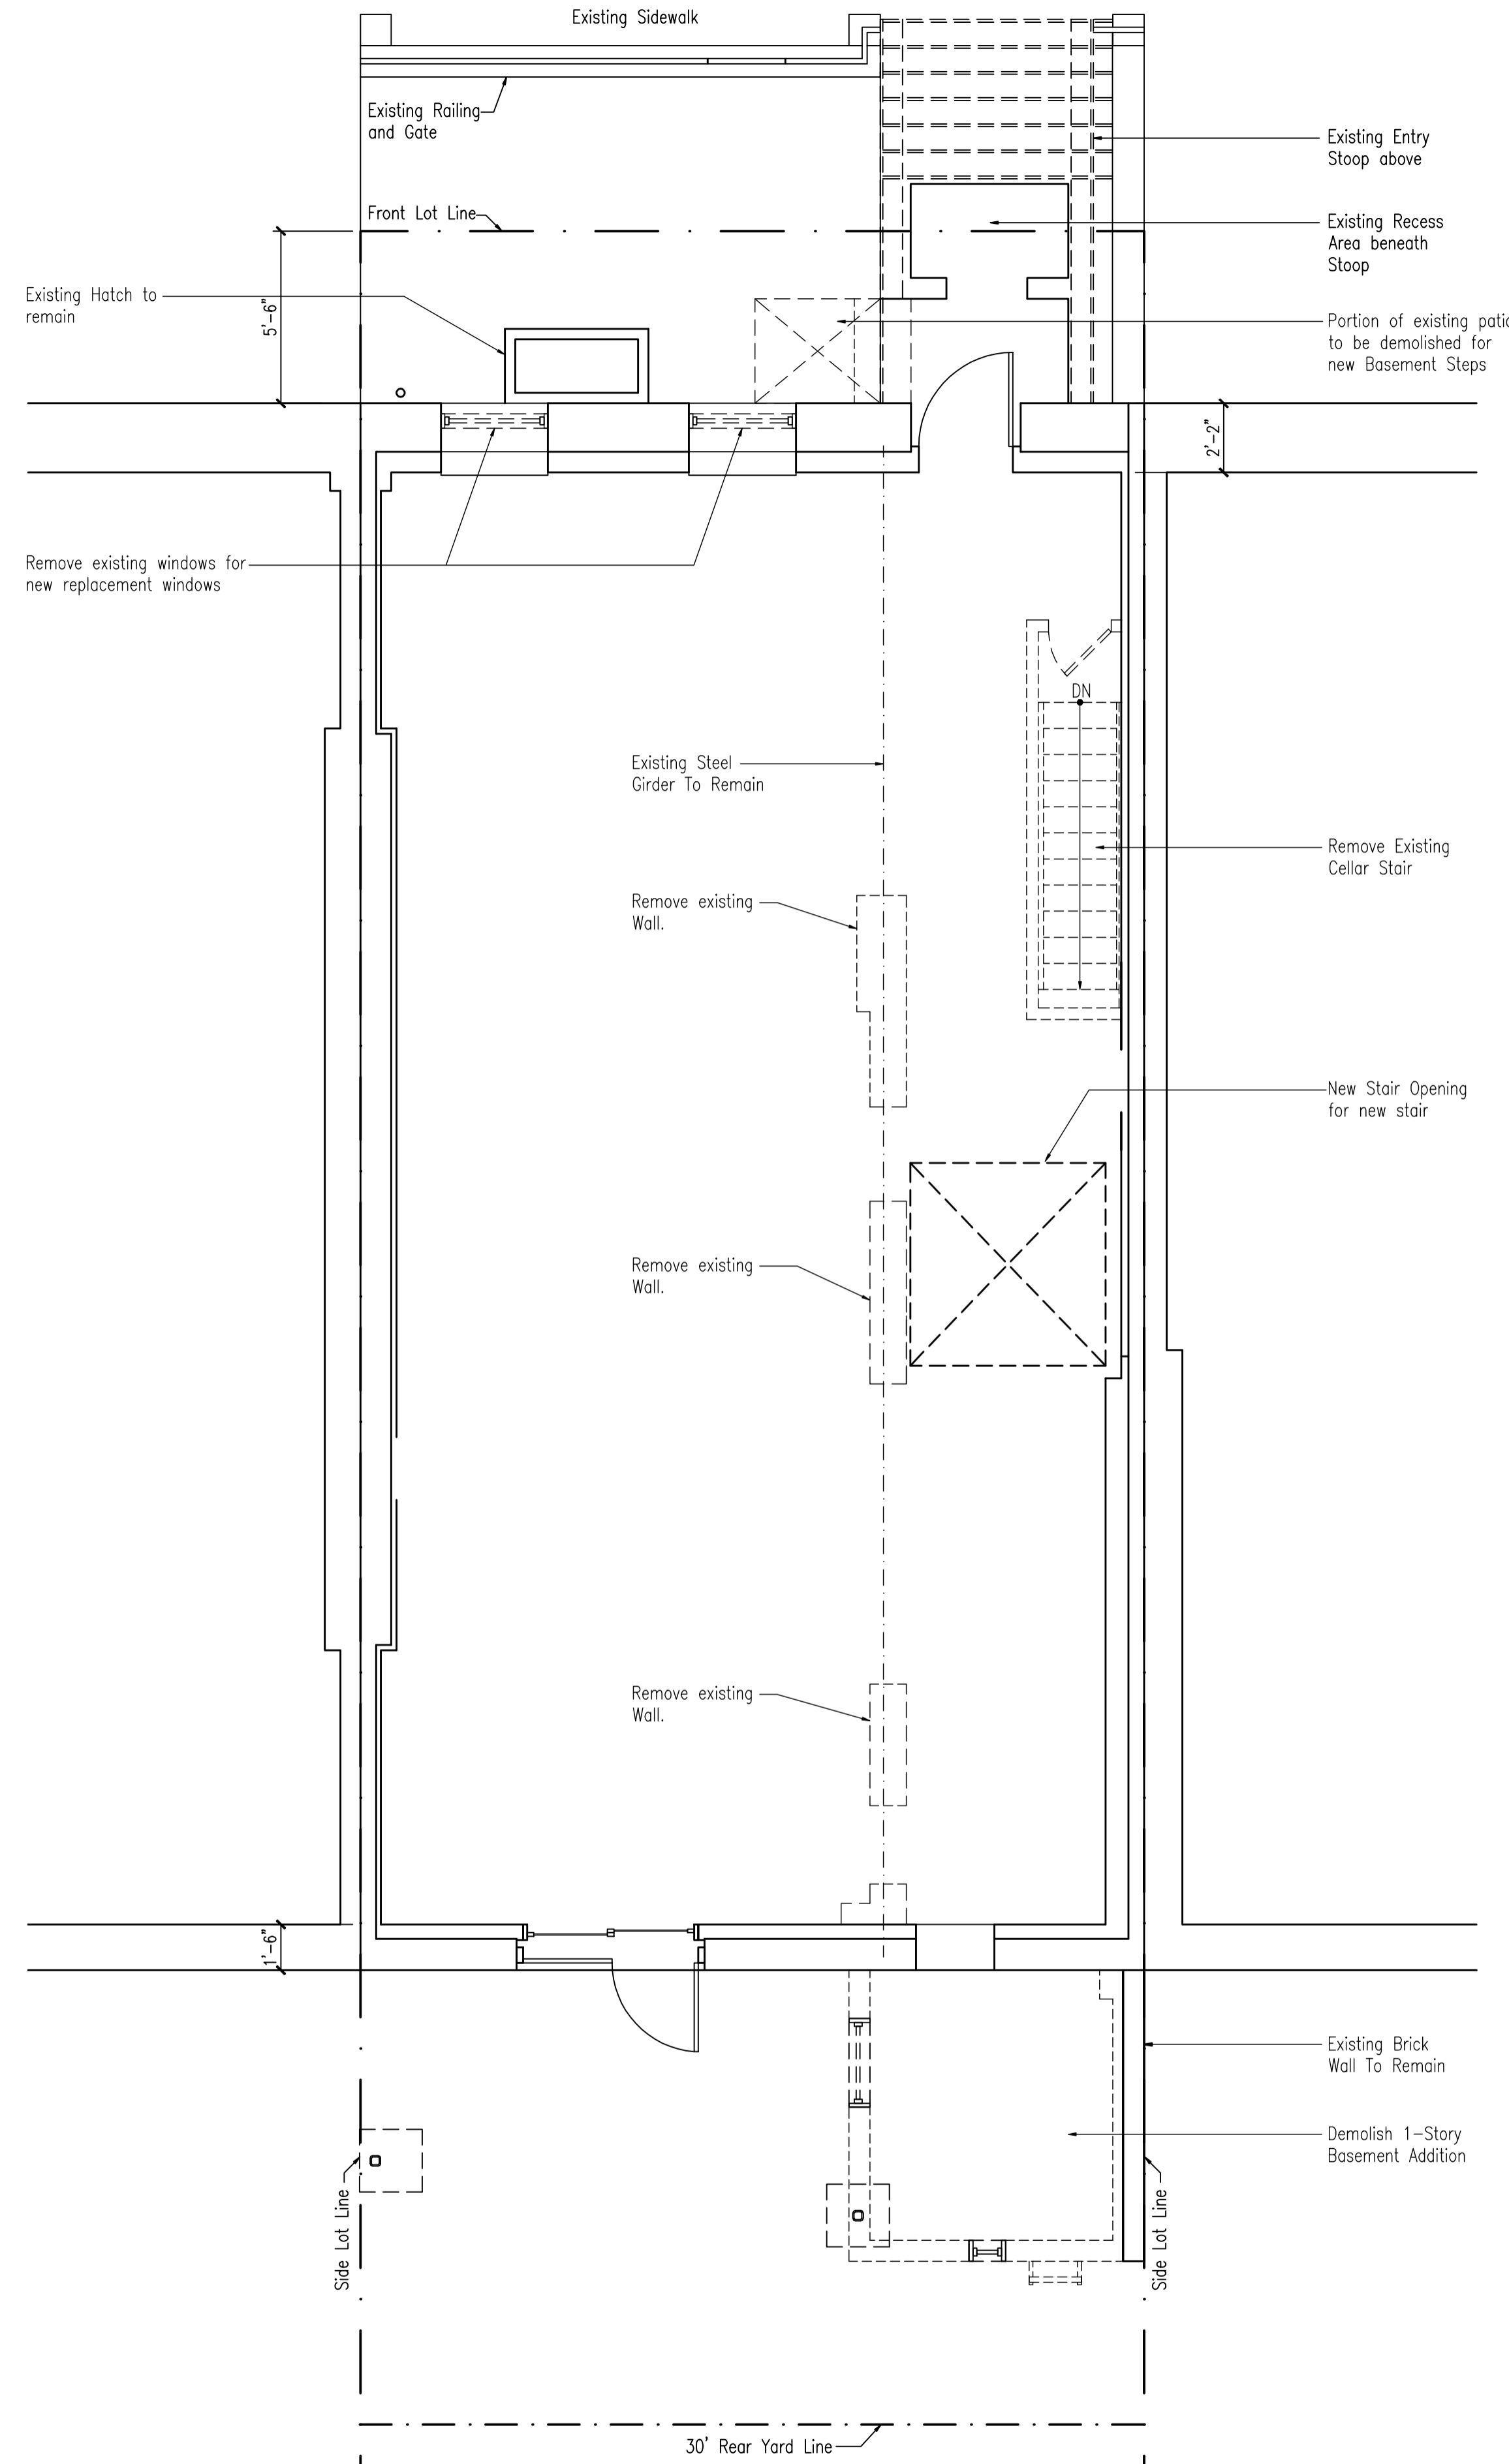 Existing Sidewalk
Existing Railing
and Gate
Existing Entry
Stoop above
Front Lot Line
Existing Recess
Area beneath
Stoop
Existing Hatch to
remain
5'-6"
Portion of existing patio
to be demolished for
new Basement Steps
2'-2"
Remove existing windows for
new replacement windows
DN
Existing Steel
Girder To Remain
Remove Existing
Cellar Stair
Remove existing
Wall.
New Stair Opening
for new stair
Remove existing
Wall.
Remove existing
Wall.
1'-6"
Existing Brick
Wall To Remain
Demolish 1-Story
Basement Addition
Side Lot Line
Side Lot Line
30' Rear Yard Line